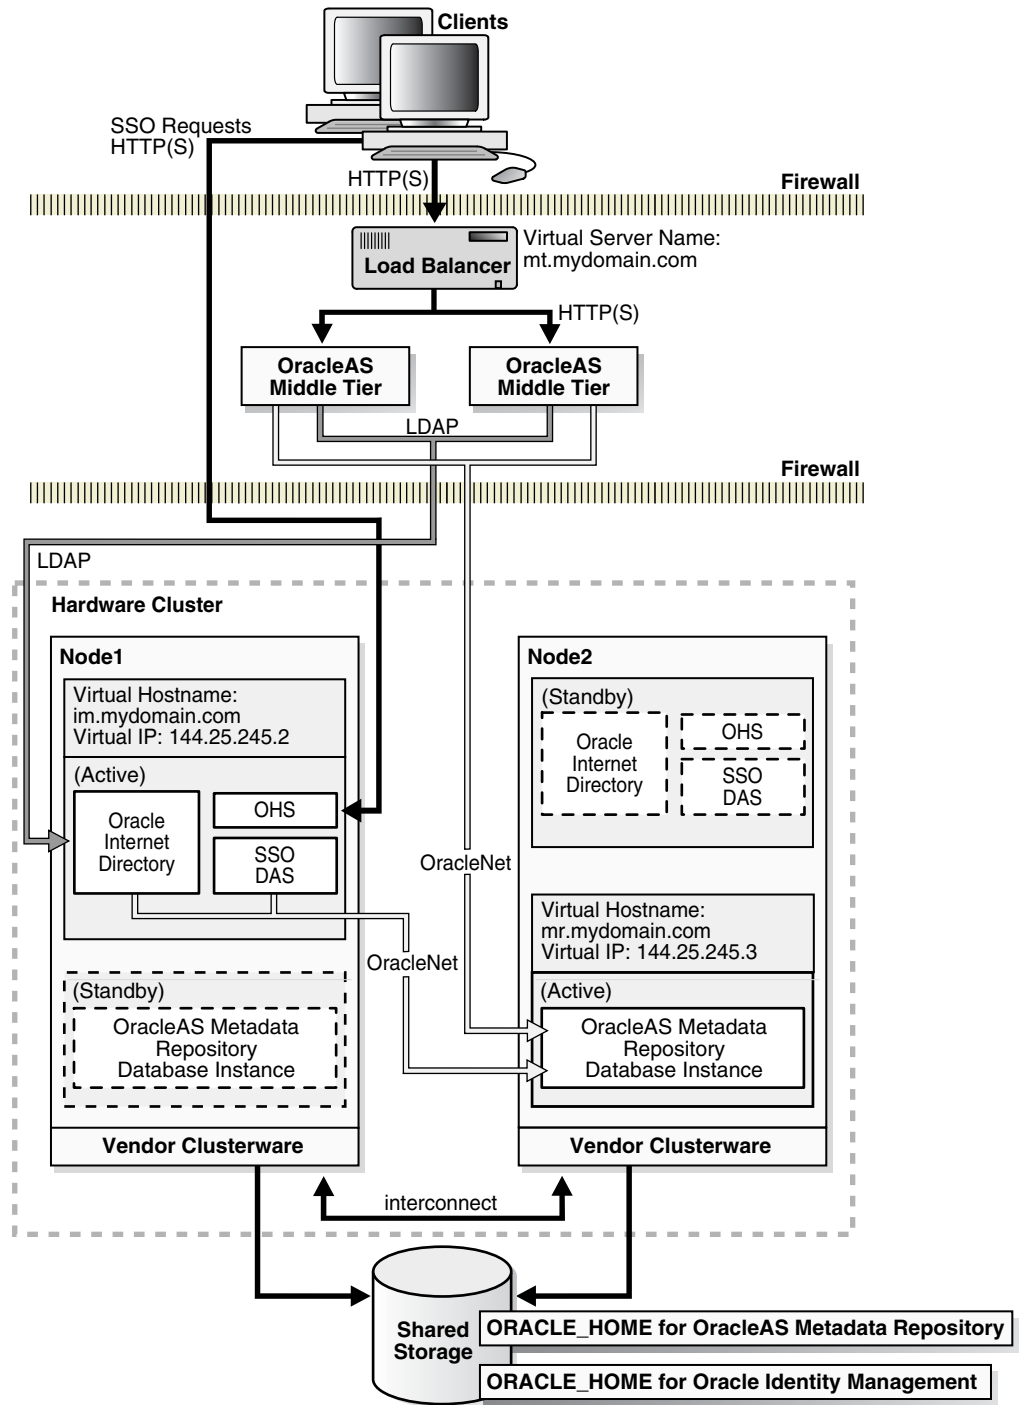 Clients
SSO Requests
HTTP(S)
HTTP(S)
Firewall
Virtual Server Name:
mt.mydomain.com
Load Balancer
HTTP(S)
OracleAS
Middle Tier
OracleAS
Middle Tier
LDAP
Firewall
LDAP
Hardware Cluster
Node1
Virtual Hostname:
im.mydomain.com
Virtual IP: 144.25.245.2
(Active)
Oracle
Internet
Directory
OHS
SSO
DAS
OracleNet
(Standby)
OracleAS Metadata
Repository
Database Instance
Vendor Clusterware
Node2
(Standby)
Oracle
Internet
Directory
OHS
SSO
DAS
OracleNet
Virtual Hostname:
mr.mydomain.com
Virtual IP: 144.25.245.3
(Active)
OracleAS Metadata
Repository
Database Instance
Vendor Clusterware
interconnect
Shared
Storage
ORACLE_HOME for OracleAS Metadata Repository
ORACLE_HOME for Oracle Identity Management